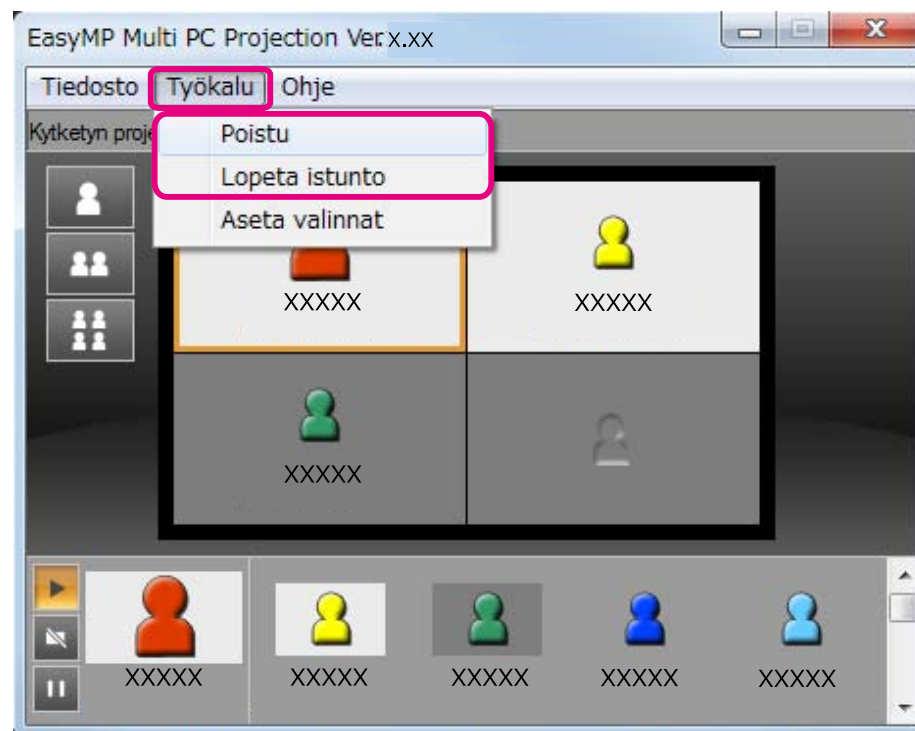 EasyMP Multi PC Projection Ver. x.xx
Tiedosto Työkalu Ohje
Kytketyn proje
Poistu
Lopeta istunto
Aseta valinnat
XXXXX XXXXX
XXXXX
XXXXX XXXXX XXXXX XXXXX XXXXX